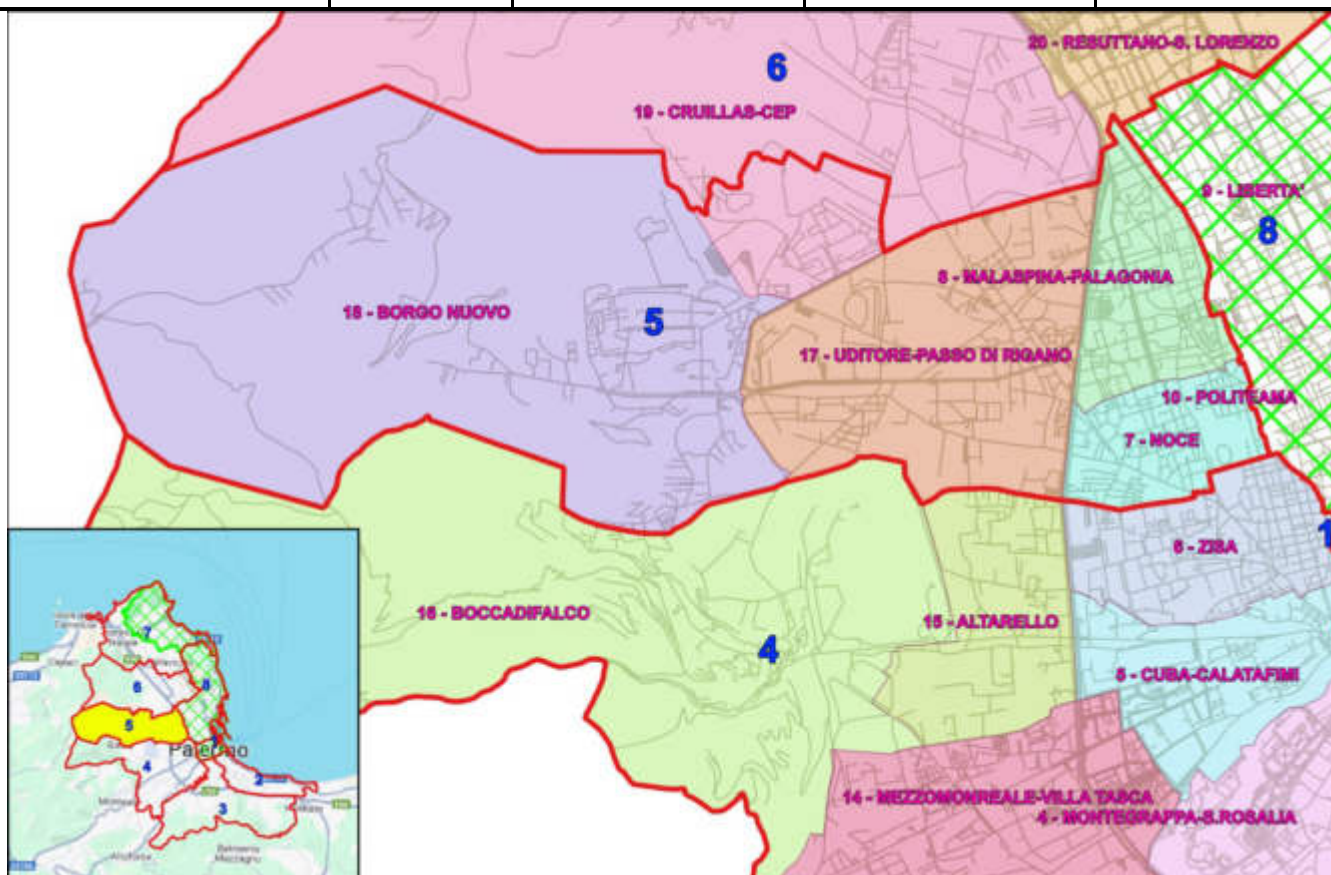 20 - RESUTTANO-S. LORENZO
6
19 - CRUILLAS-CEP
9 - LIBERTA'
8
8 - MALASPINA-PALAGONIA
18 - BORGO NUOVO
5
17 - UDITORE-PASSO DI RIGANO
10 - POLITEAMA
7 - NOCE
1
6 - ZISA
16 - BOCCADIFALCO
15 - ALTARELLO
4
5 - CUBA-CALATAFIMI
14 - MEZZOMONREALE-VILLA TASCA
4 - MONTEGRAPPA-S.ROSALIA
7
6
8
5
1
Palermo
4
2
3